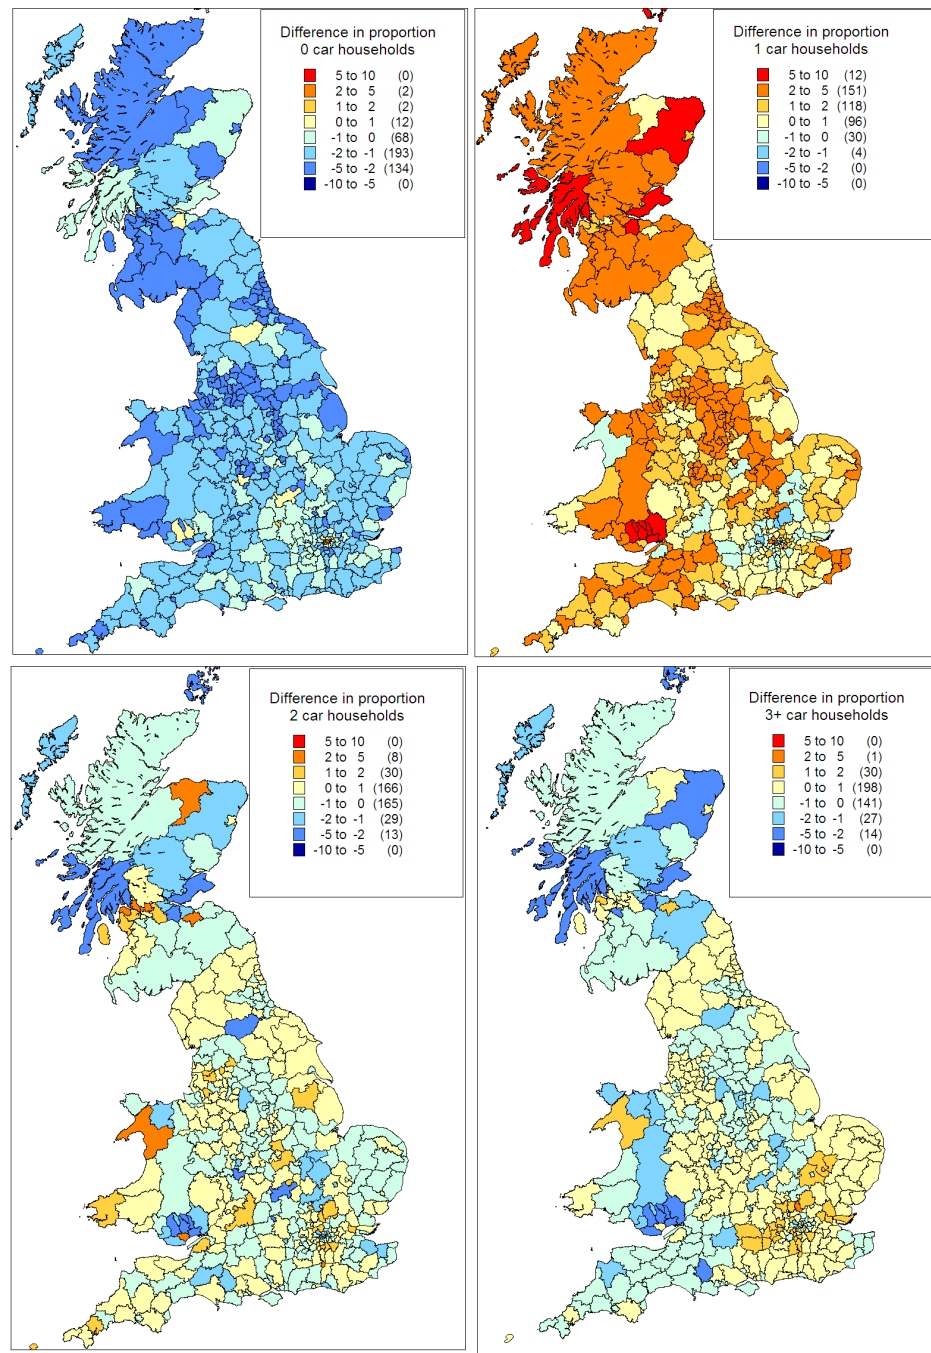 Difference in proportion
0 car households
5 to 10 (0)
2 to 5 (2)
1 to 2 (2)
0 to 1 (12)
-1 to 0 (68)
-2 to -1 (193)
-5 to -2 (134)
-10 to -5 (0)
Difference in proportion
1 car households
5 to 10 (12)
2 to 5 (151)
1 to 2 (118)
0 to 1 (96)
-1 to 0 (30)
-2 to -1 (4)
-5 to -2 (0)
-10 to -5 (0)
Difference in proportion
2 car households
5 to 10 (0)
2 to 5 (8)
1 to 2 (30)
0 to 1 (166)
-1 to 0 (165)
-2 to -1 (29)
-5 to -2 (13)
-10 to -5 (0)
Difference in proportion
3+ car households
5 to 10 (0)
2 to 5 (1)
1 to 2 (30)
0 to 1 (198)
-1 to 0 (141)
-2 to -1 (27)
-5 to -2 (14)
-10 to -5 (0)